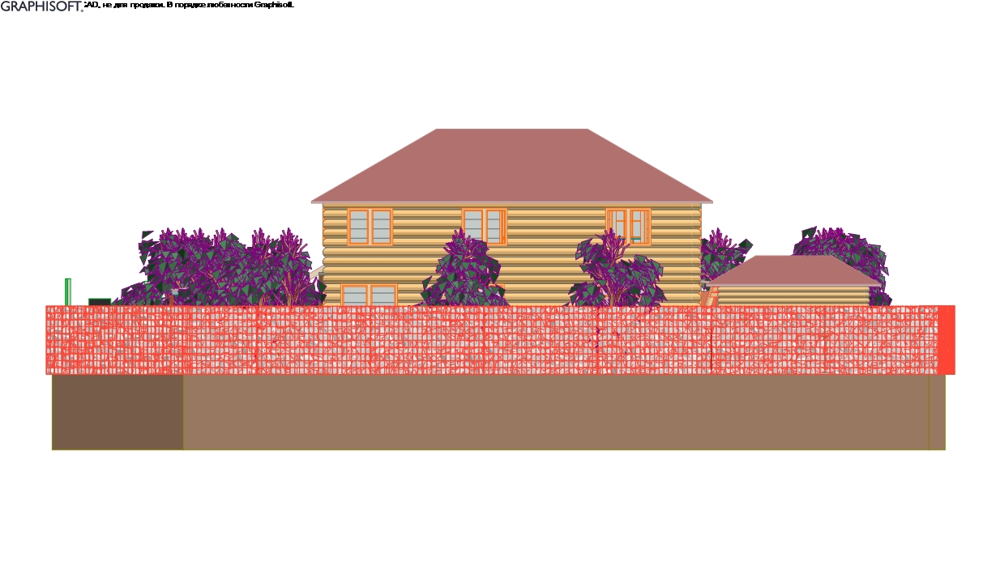 GRAPHISOFT. CAD, не для продажи. В порядке любезности Graphisoft.